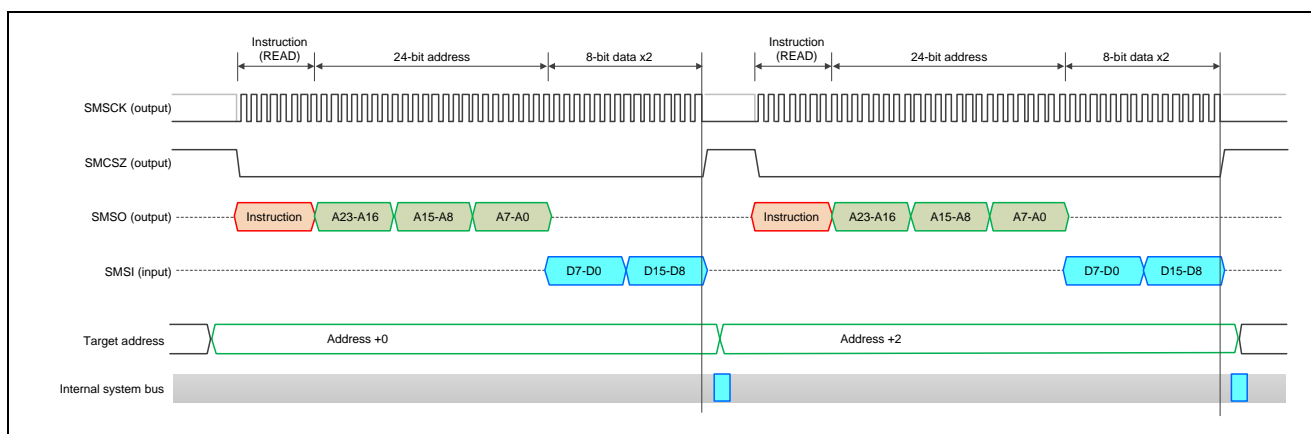 Instruction
(READ)
24-bit address
8-bit data x2
Instruction
(READ)
24-bit address
8-bit data x2
SMSCK (output)
SMCSZ (output)
SMSO (output)
Instruction
A23-A16
A15-A8
A7-A0
Instruction
A23-A16
A15-A8
A7-A0
SMSI (input)
D7-D0
D15-D8
D7-D0
D15-D8
Target address
Address +0
Address +2
Internal system bus